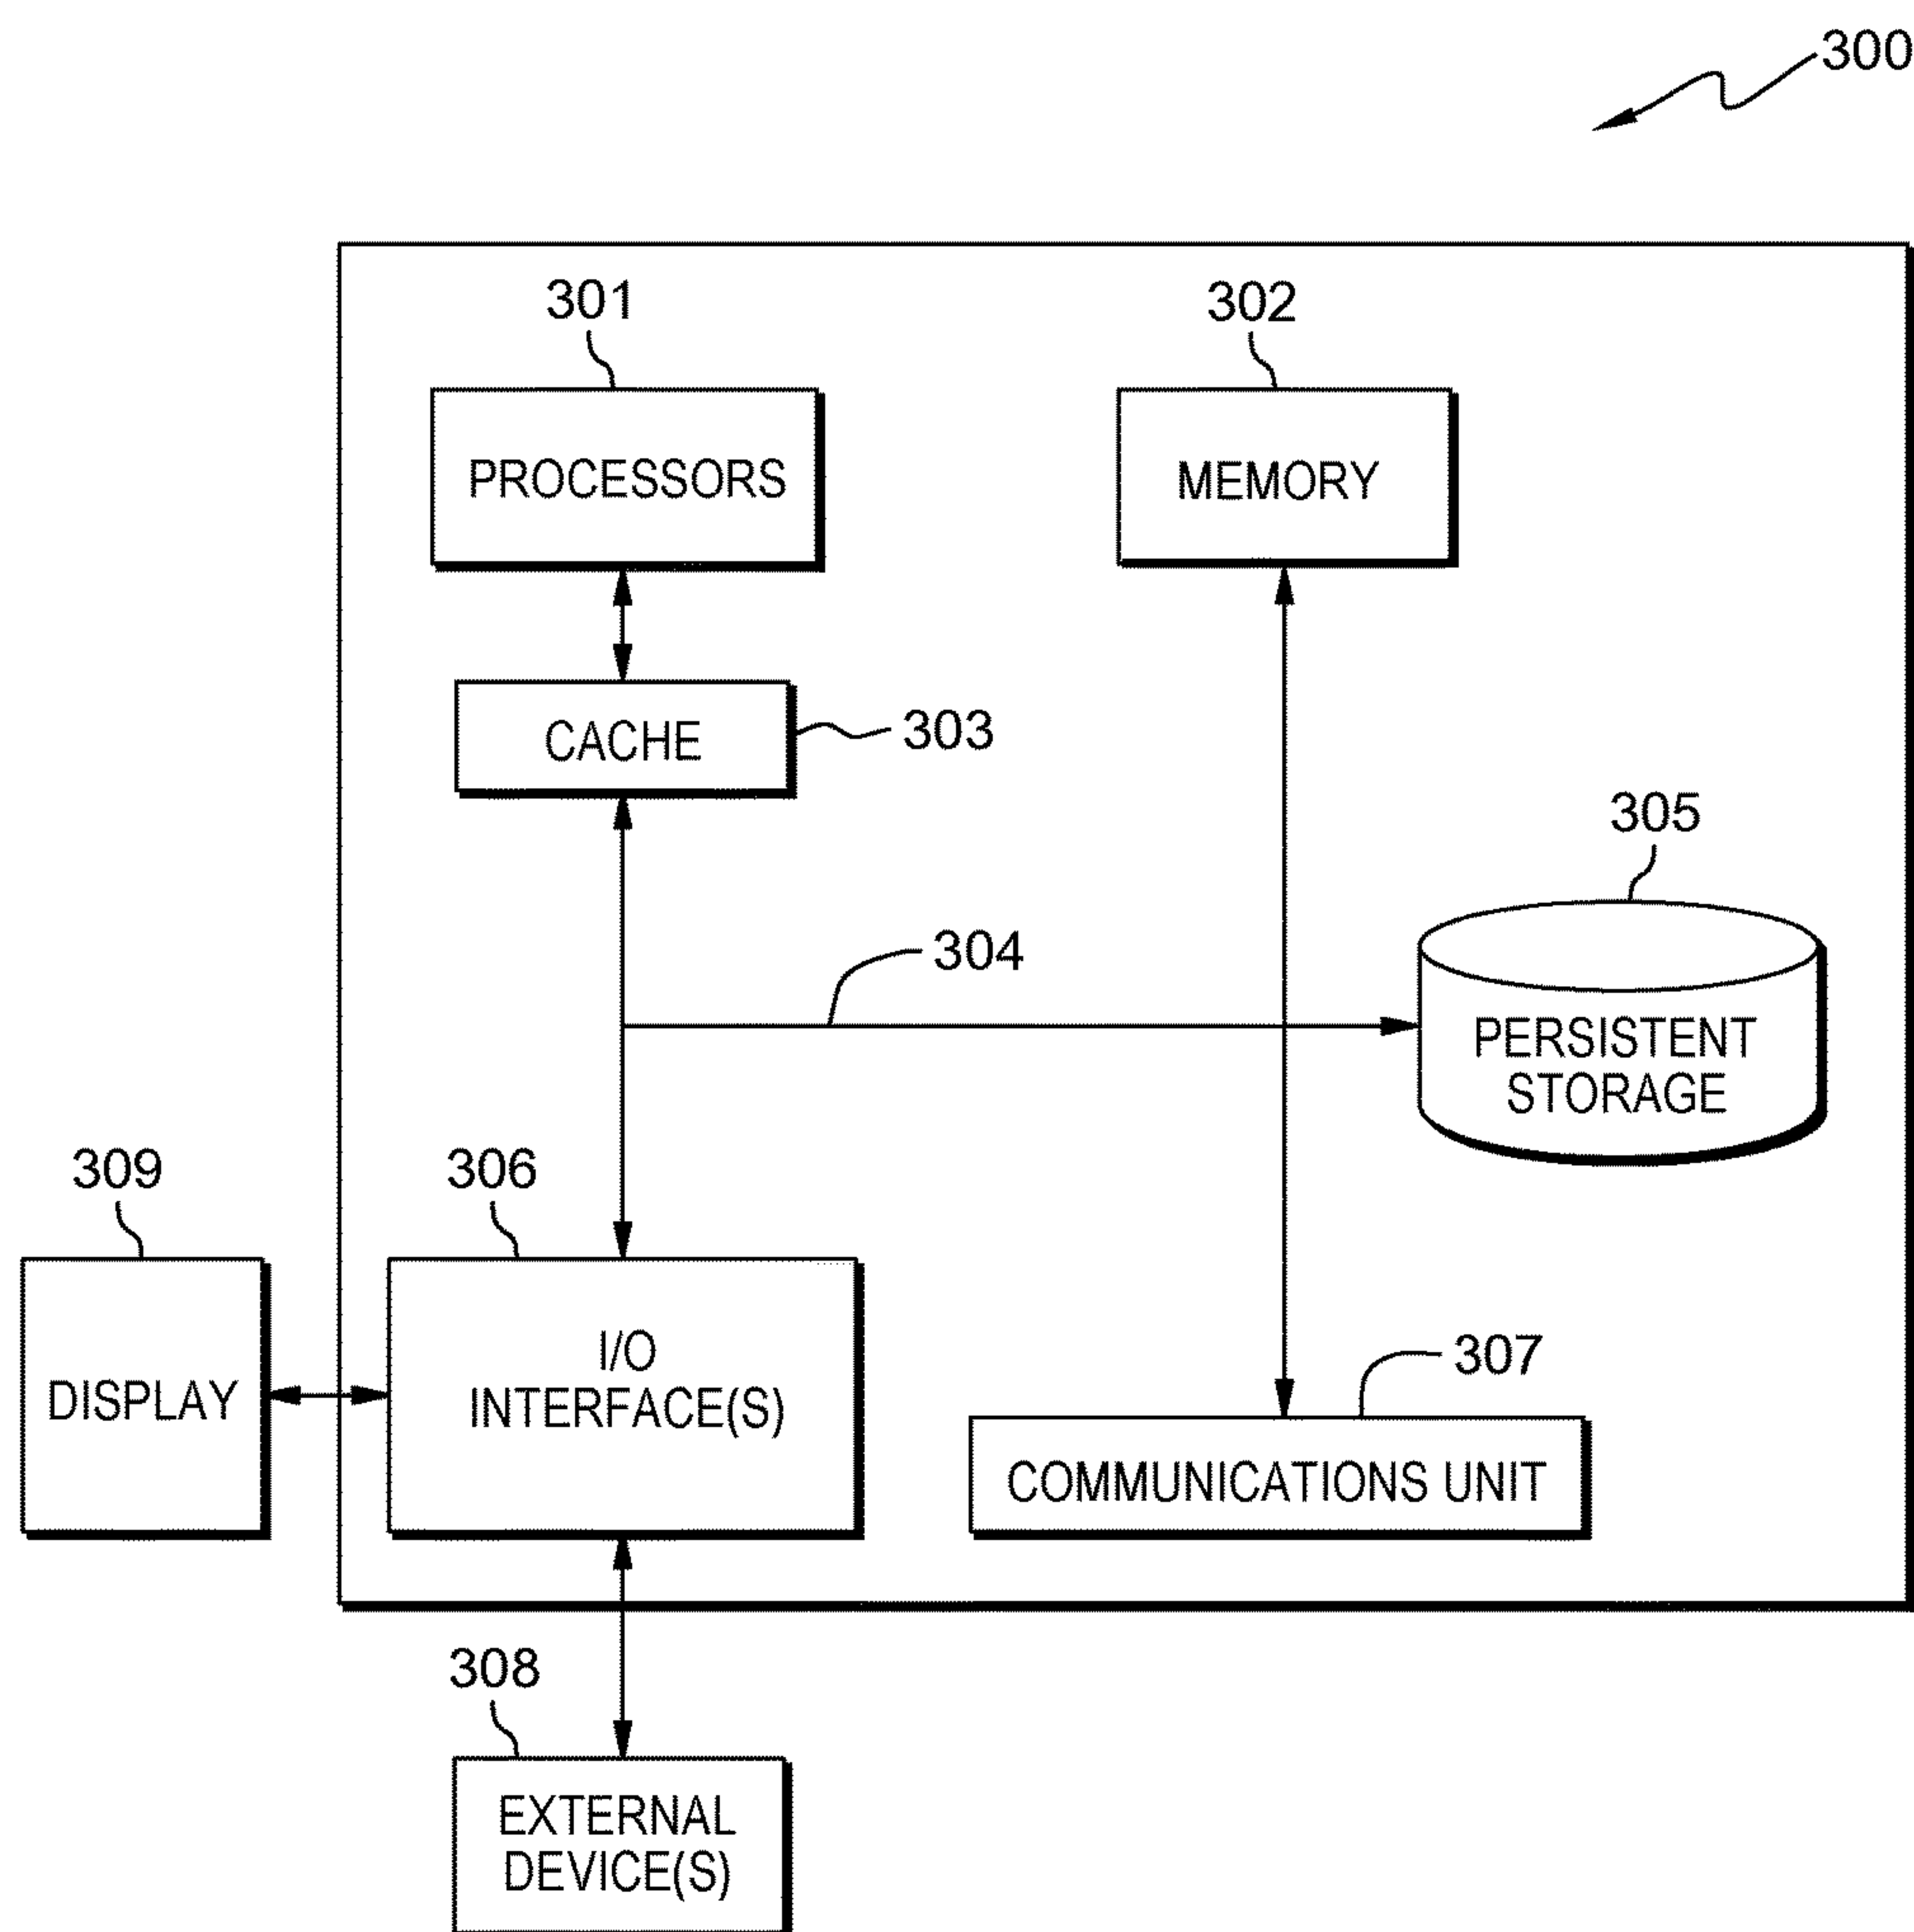 300
301
302
PROCESSORS
MEMORY
CACHE
303
305
304
PERSISTENT
STORAGE
309
306
DISPLAY
I/O
INTERFACE(S)
307
COMMUNICATIONS UNIT
308
EXTERNAL
DEVICE(S)